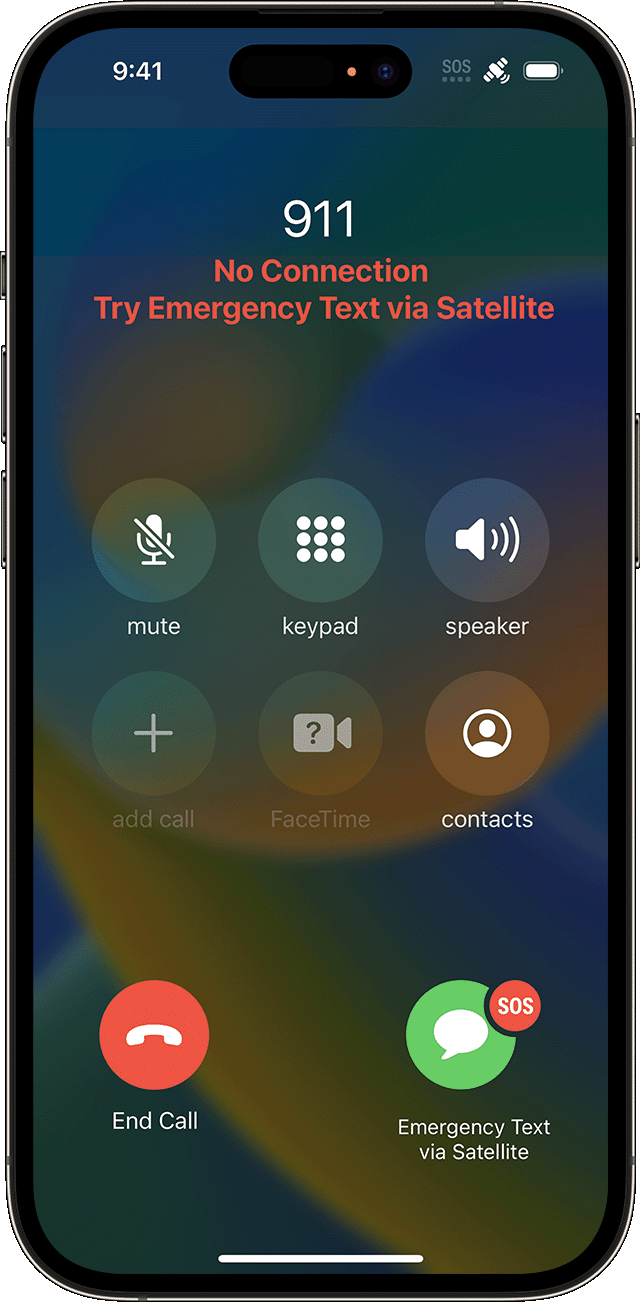 9:41
SOS
911
No Connection
Try Emergency Text via Satellite
mute
keypad
speaker
add call
?
FaceTime
contacts
SOS
End Call
Emergency Text
via Satellite